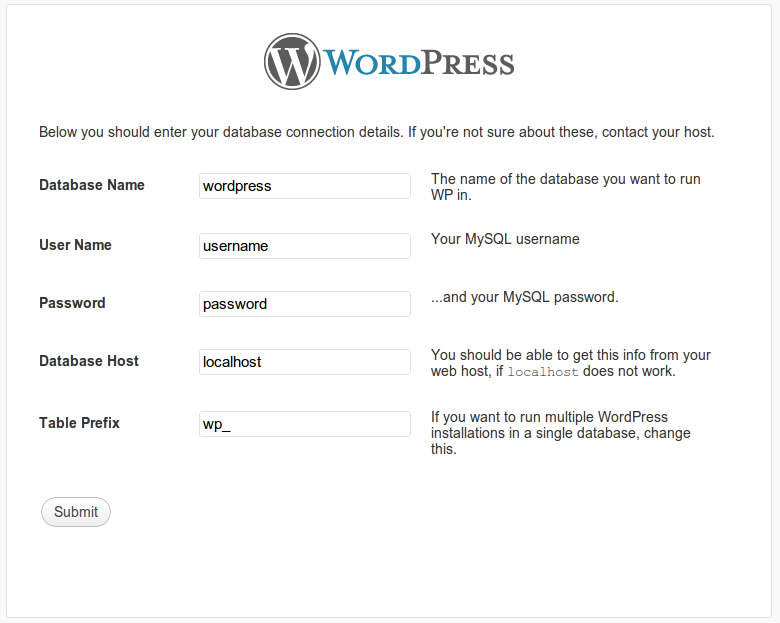 WORDPRESS
Below you should enter your database connection details. If you're not sure about these, contact your host.
Database Name
wordpress
The name of the database you want to run
WP in.
User Name
username
Your MySQL username
Password
password
...and your MySQL password.
Database Host
localhost
You should be able to get this info from your
web host, if localhost does not work.
Table Prefix
wp_
If you want to run multiple WordPress
installations in a single database, change
this.
Submit